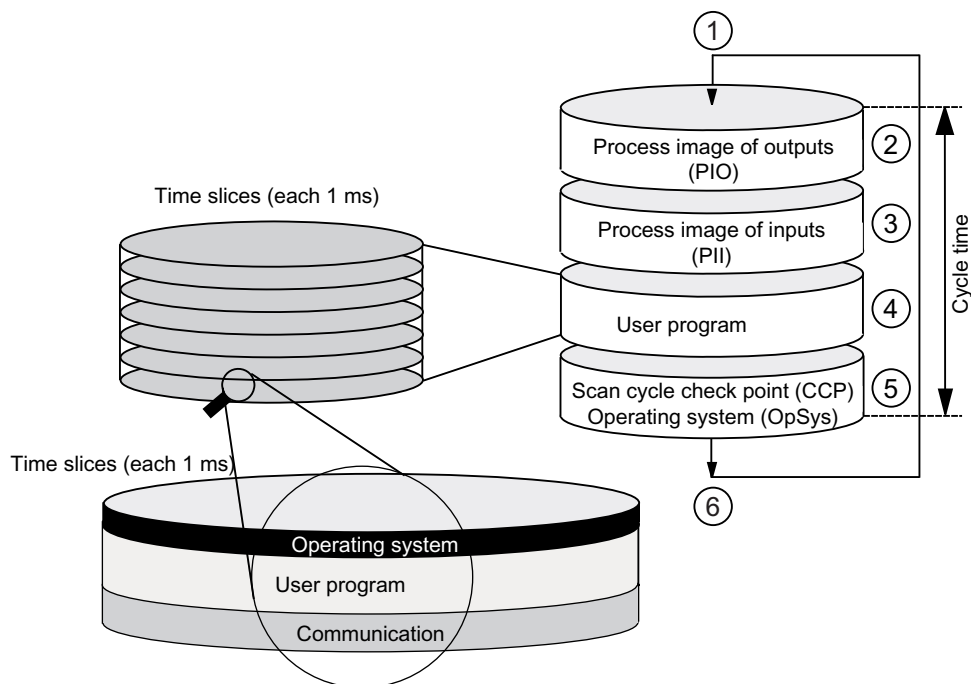 1
Process image of outputs
(PIO)
2
Time slices (each 1 ms)
Process image of inputs
(PII)
3
Cycle time
User program
4
Scan cycle check point (CCP)
Operating system (OpSys)
5
Time slices (each 1 ms)
6
Operating system
User program
Communication